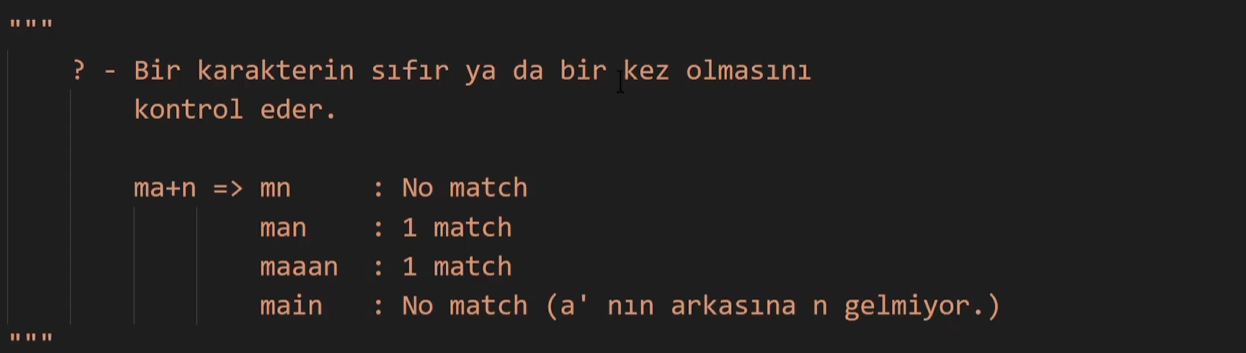 """
? - Bir karakterin sıfır ya da bir kez olmasını
kontrol eder.
ma+n => mn : No match
man : 1 match
maaan : 1 match
main : No match (a' nın arkasına n gelmiyor.)
"""